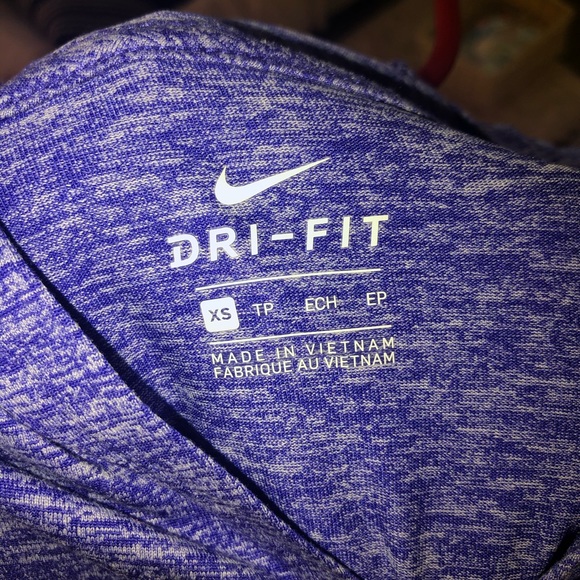 DRI-FIT
XS TP ECH EP
MADE IN VIETNAM
FABRIQUE AU VIETNAM